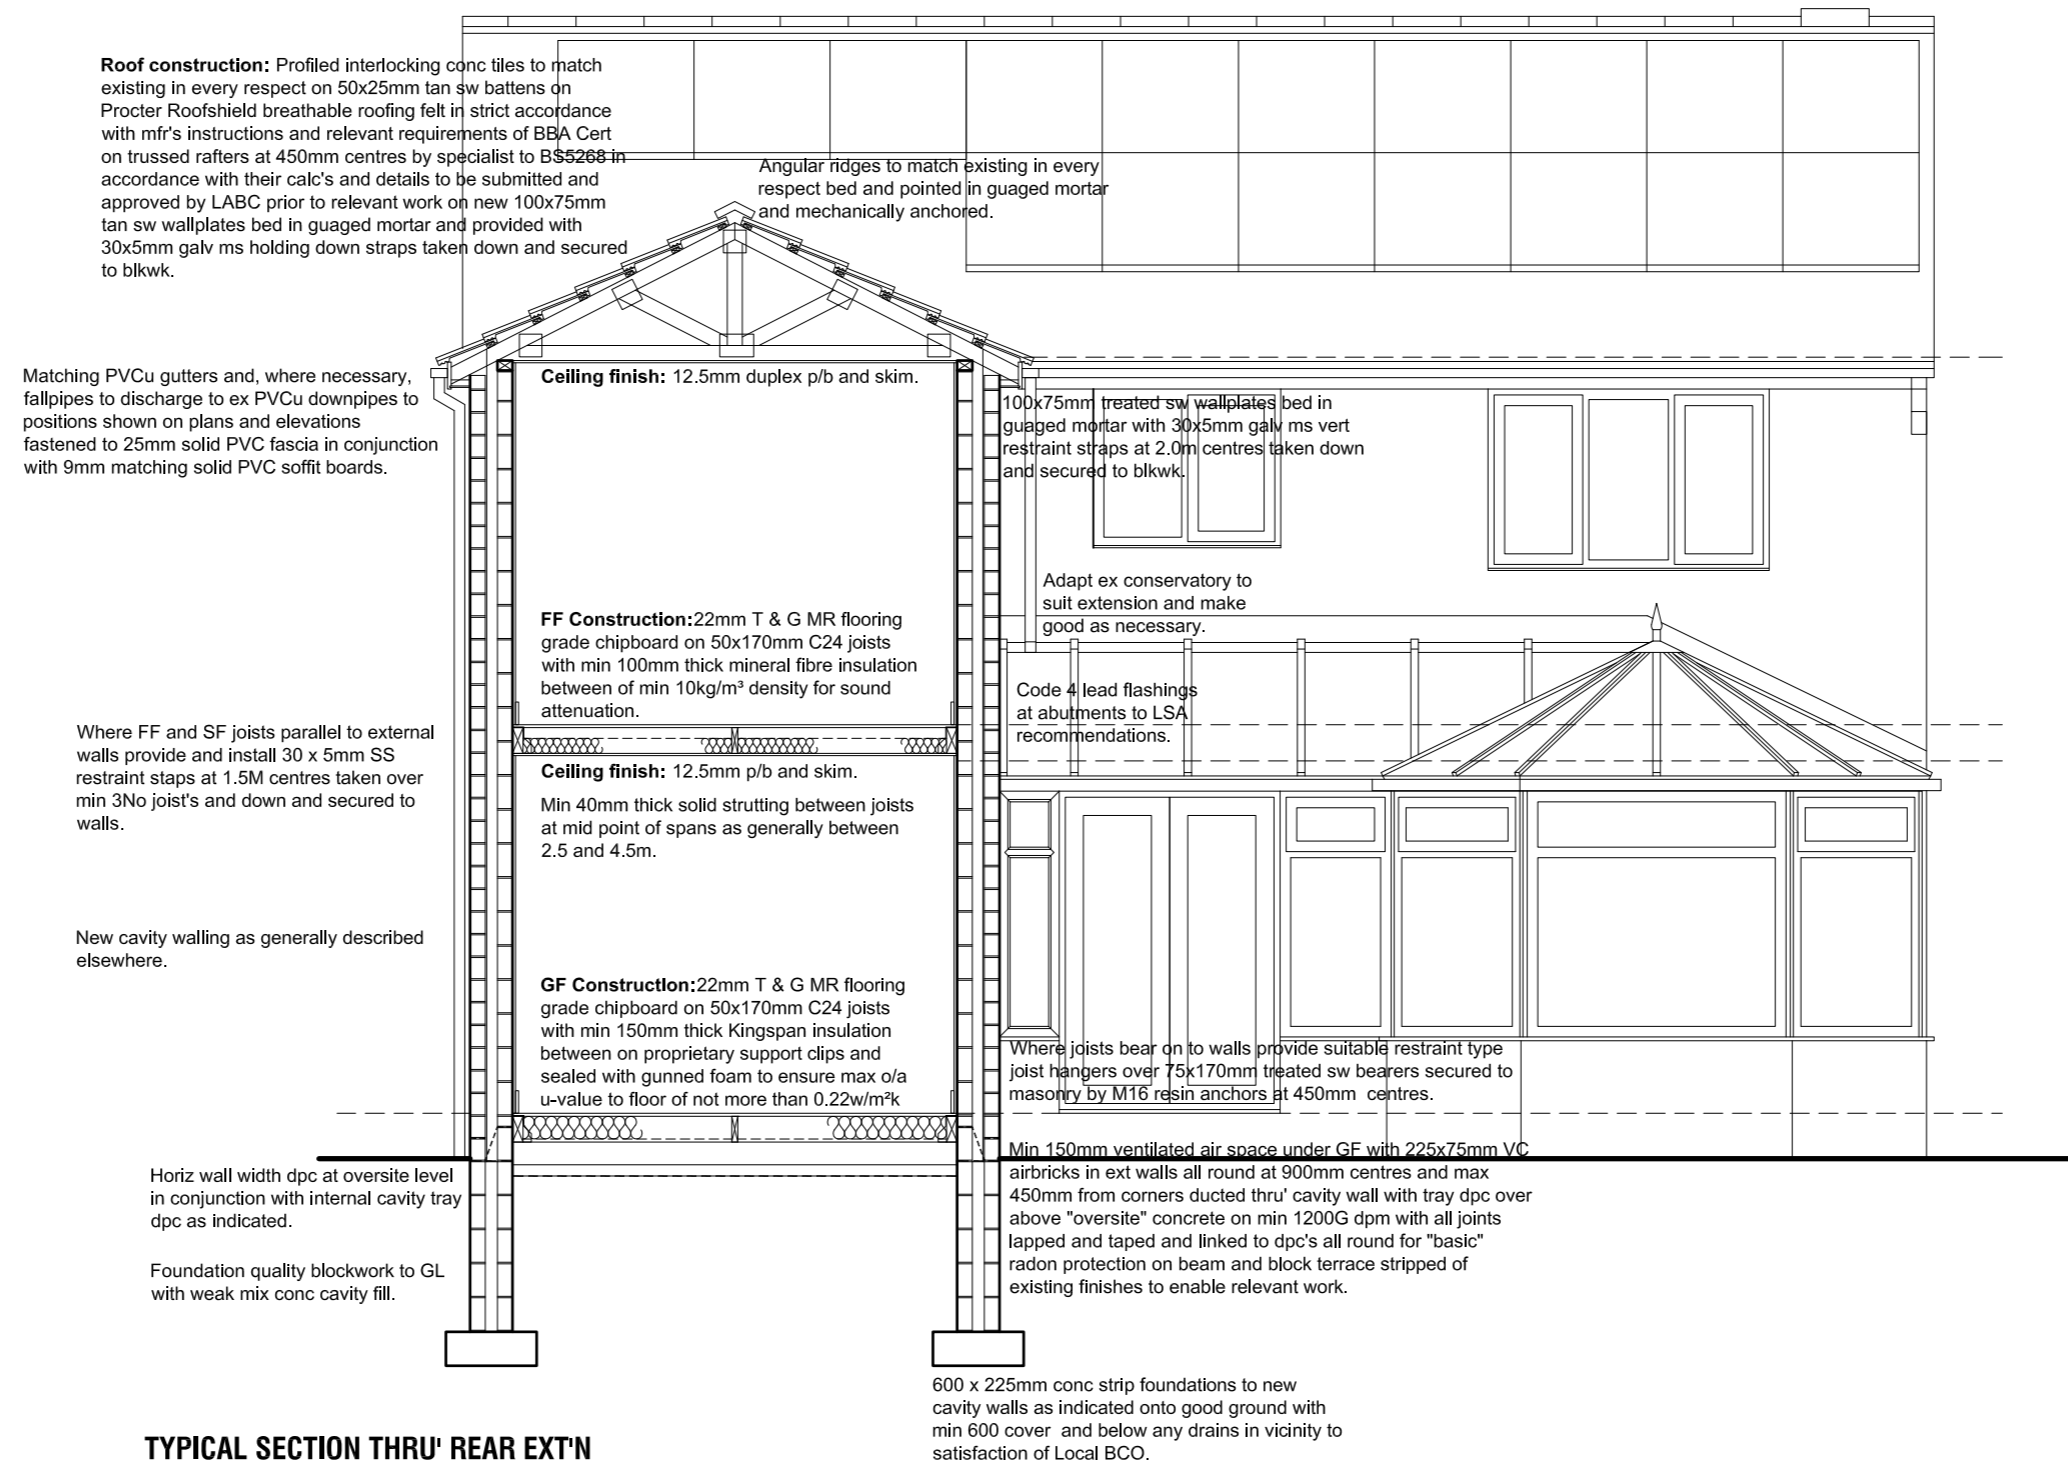 Roof construction: Profiled interlocking conc tiles to match
existing in every respect on 50x25mm tan sw battens on
Procter Roofshield breathable roofing felt in strict accordance
with mfr's instructions and relevant requirements of BBA Cert
on trussed rafters at 450mm centres by specialist to BS5268 in
accordance with their calc's and details to be submitted and
approved by LABC prior to relevant work on new 100x75mm
tan sw wallplates bed in guaged mortar and provided with
30x5mm galv ms holding down straps taken down and secured
to blkwk.
Angular ridges to match existing in every
respect bed and pointed in guaged mortar
and mechanically anchored.
Matching PVCu gutters and, where necessary,
fallpipes to discharge to ex PVCu downpipes to
positions shown on plans and elevations
fastened to 25mm solid PVC fascia in conjunction
with 9mm matching solid PVC soffit boards.
Ceiling finish: 12.5mm duplex p/b and skim.
100x75mm treated sw wallplates bed in
guaged mortar with 30x5mm galv ms vert
restraint straps at 2.0m centres taken down
and secured to blkwk.
Adapt ex conservatory to
suit extension and make
good as necessary.
FF Construction:22mm T & G MR flooring
grade chipboard on 50x170mm C24 joists
with min 100mm thick mineral fibre insulation
between of min 10kg/m³ density for sound
attenuation.
Code 4 lead flashings
at abutments to LSA
recommendations.
Where FF and SF joists parallel to external
walls provide and install 30 x 5mm SS
restraint staps at 1.5M centres taken over
min 3No joist's and down and secured to
walls.
Ceiling finish: 12.5mm p/b and skim.
Min 40mm thick solid strutting between joists
at mid point of spans as generally between
2.5 and 4.5m.
New cavity walling as generally described
elsewhere.
GF Construction:22mm T & G MR flooring
grade chipboard on 50x170mm C24 joists
with min 150mm thick Kingspan insulation
between on proprietary support clips and
sealed with gunned foam to ensure max o/a
u-value to floor of not more than 0.22w/m²k
Where joists bear on to walls provide suitable restraint type
joist hangers over 75x170mm treated sw bearers secured to
masonry by M16 resin anchors at 450mm centres.
Min 150mm ventilated air space under GF with 225x75mm VC
airbricks in ext walls all round at 900mm centres and max
450mm from corners ducted thru' cavity wall with tray dpc over
above "oversite" concrete on min 1200G dpm with all joints
lapped and taped and linked to dpc's all round for "basic"
radon protection on beam and block terrace stripped of
existing finishes to enable relevant work.
Horiz wall width dpc at oversite level
in conjunction with internal cavity tray
dpc as indicated.
Foundation quality blockwork to GL
with weak mix conc cavity fill.
600 x 225mm conc strip foundations to new
cavity walls as indicated onto good ground with
min 600 cover and below any drains in vicinity to
satisfaction of Local BCO.
TYPICAL SECTION THRU' REAR EXT'N